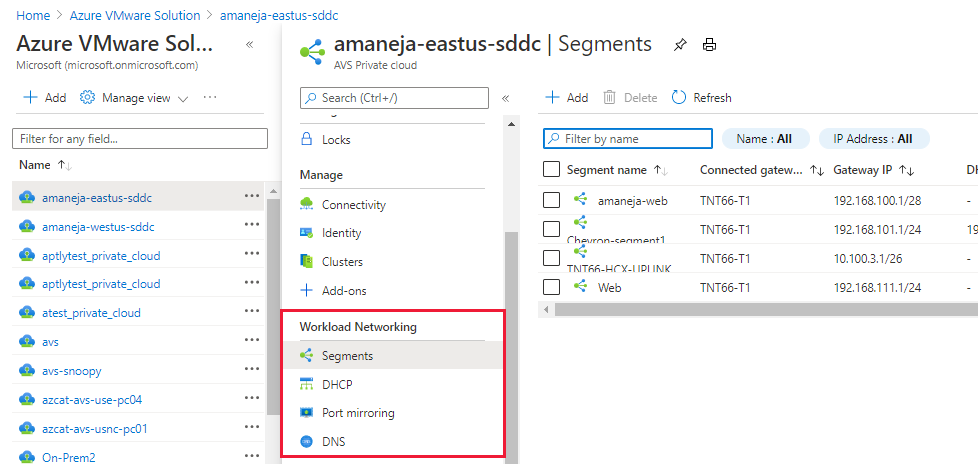 Home > Azure VMware Solution > amaneja-eastus-sddc
Azure VMware Sol... «
Microsoft (microsoft.onmicrosoft.com)
Add Manage view ...
Filter for any field...
Name
amaneja-eastus-sddc ...
amaneja-westus-sddc ...
aptlytest_private_cloud ...
aptlytest_private_cloud ...
atest_private_cloud ...
avs ...
avs-snoopy ...
azcat-avs-use-pc04 ...
azcat-avs-usnc-pc01 ...
On-Prem2 ...
amaneja-eastus-sddc | Segments
AVS Private cloud
Search (Ctrl+/) «
Locks
Manage
Connectivity
Identity
Clusters
Add-ons
Workload Networking
Segments
DHCP
Port mirroring
DNS
Add Delete Refresh
Filter by name Name : All IP Address : All
Segment name Connected gatew... Gateway IP DH
amaneja-web TNT66-T1 192.168.100.1/28 -
Chevron-segment1 TNT66-T1 192.168.101.1/24 19
TNT66-HCX-UPLINK TNT66-T1 10.100.3.1/26 -
Web TNT66-T1 192.168.111.1/24 -